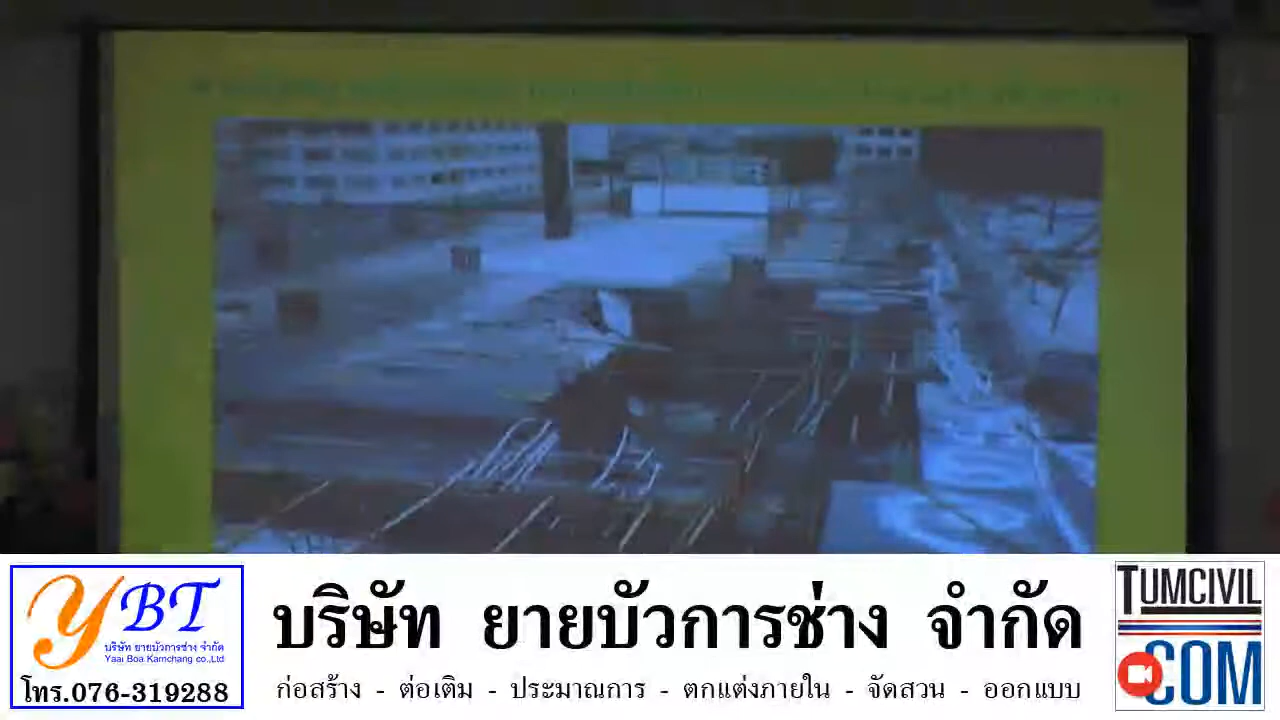 YBT
บริษัท ยายบัวการช่าง จำกัด
Yaai Boa Kamchang co.,Ltd
โทร.076-319288
บริษัท ยายบัวการช่าง จำกัด
ก่อสร้าง - ต่อเติม - ประมาณการ - ตกแต่งภายใน - จัดสวน - ออกแบบ
TUMCIVIL
.COM